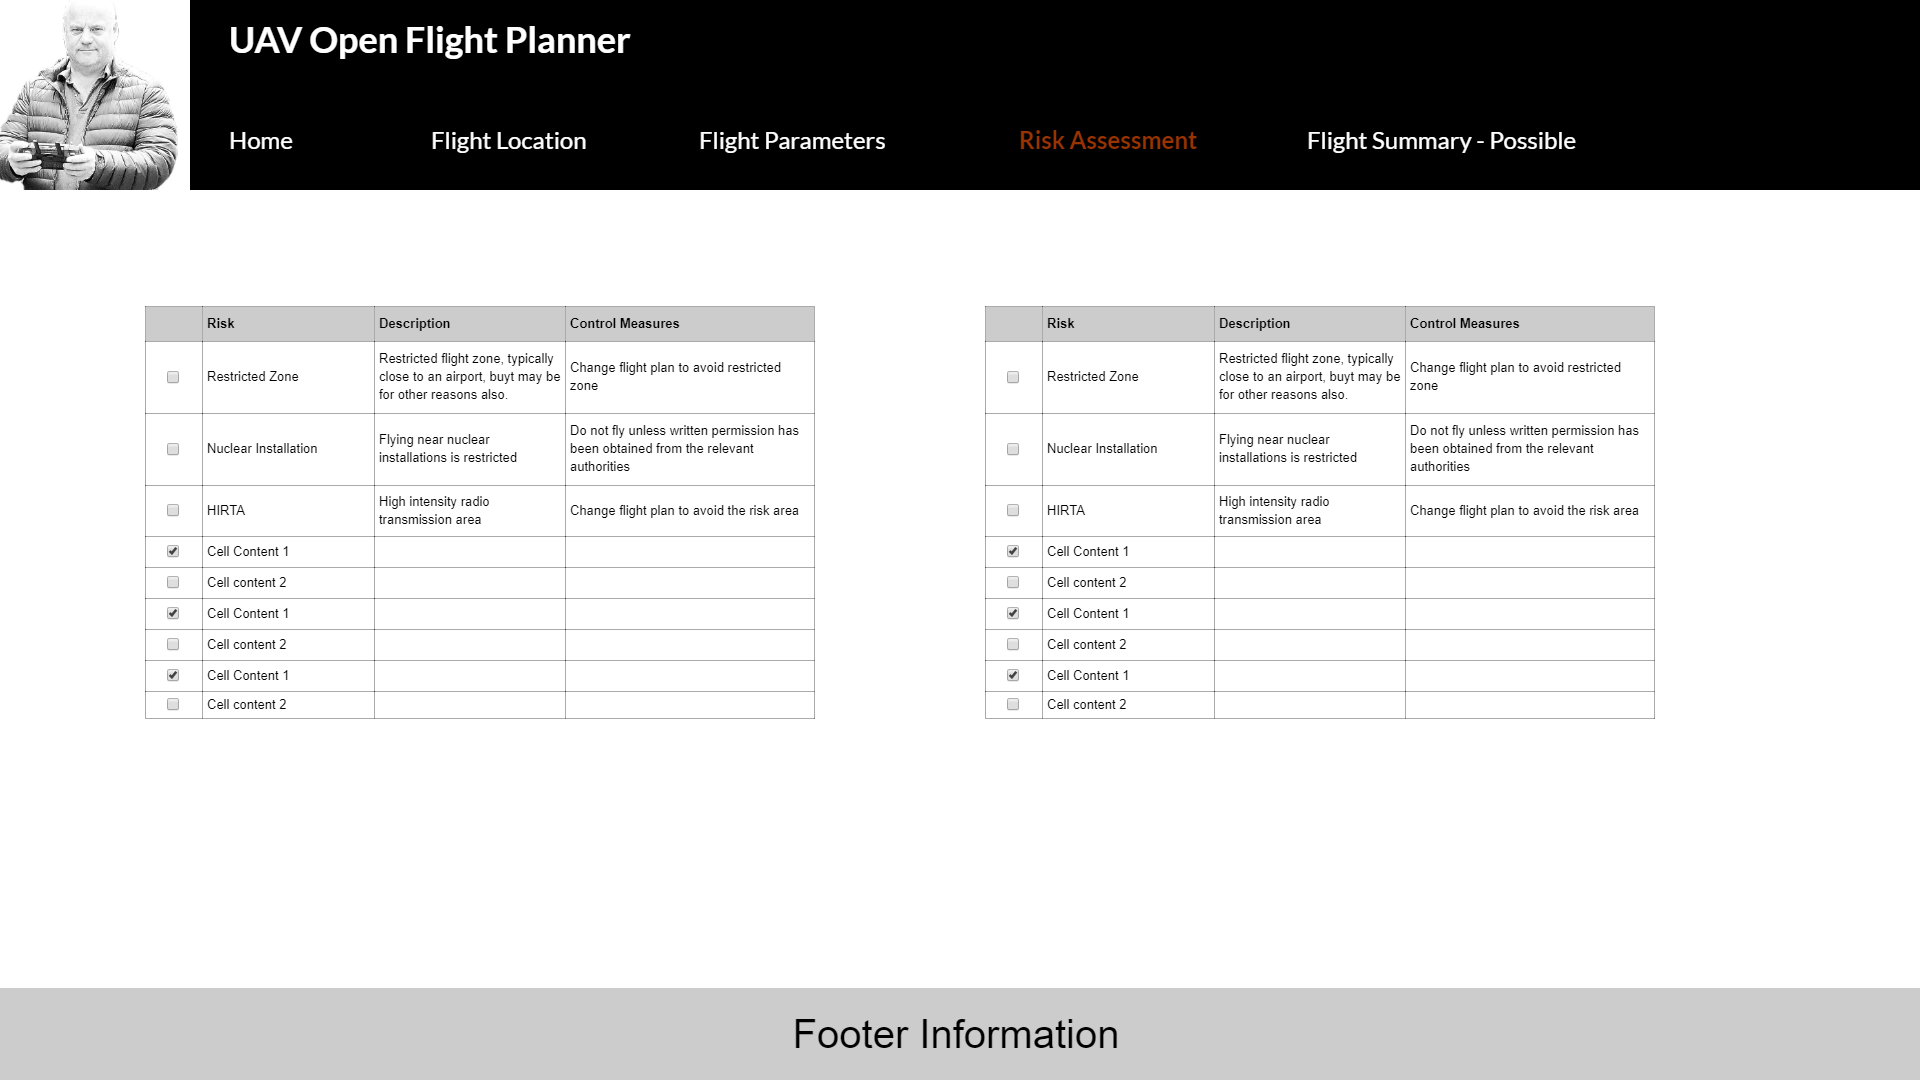 UAV Open Flight Planner
Home Flight Location Flight Parameters Risk Assessment Flight Summary - Possible
Risk Description Control Measures
Restricted Zone
Restricted flight zone, typically
close to an airport, buyt may be
for other reasons also.
Change flight plan to avoid restricted
zone
Nuclear Installation
Flying near nuclear
installations is restricted
Do not fly unless written permission has
been obtained from the relevant
authorities
HIRTA
High intensity radio
transmission area
Change flight plan to avoid the risk area
Cell Content 1
Cell content 2
Cell Content 1
Cell content 2
Cell Content 1
Cell content 2
Risk Description Control Measures
Restricted Zone
Restricted flight zone, typically
close to an airport, buyt may be
for other reasons also.
Change flight plan to avoid restricted
zone
Nuclear Installation
Flying near nuclear
installations is restricted
Do not fly unless written permission has
been obtained from the relevant
authorities
HIRTA
High intensity radio
transmission area
Change flight plan to avoid the risk area
Cell Content 1
Cell content 2
Cell Content 1
Cell content 2
Cell Content 1
Cell content 2
Footer Information